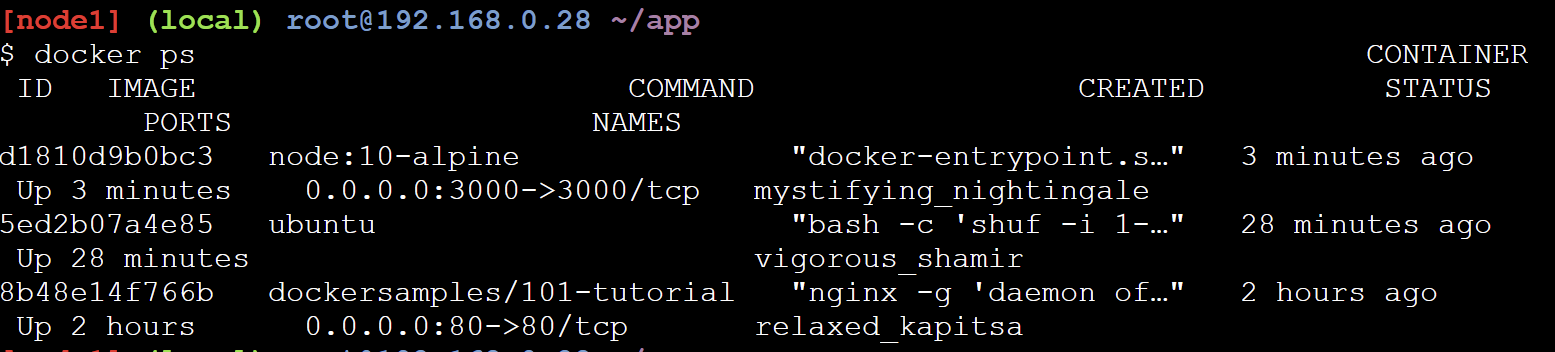 [node1] (local) root@192.168.0.28 ~/app
$ docker ps CONTAINER
ID IMAGE COMMAND CREATED STATUS
PORTS NAMES
d1810d9b0bc3 node:10-alpine "docker-entrypoint.s…" 3 minutes ago
Up 3 minutes 0.0.0.0:3000->3000/tcp mystifying_nightingale
5ed2b07a4e85 ubuntu "bash -c 'shuf -i 1-…" 28 minutes ago
Up 28 minutes vigorous_shamir
8b48e14f766b dockersamples/101-tutorial "nginx -g 'daemon of…" 2 hours ago
Up 2 hours 0.0.0.0:80->80/tcp relaxed_kapitsa